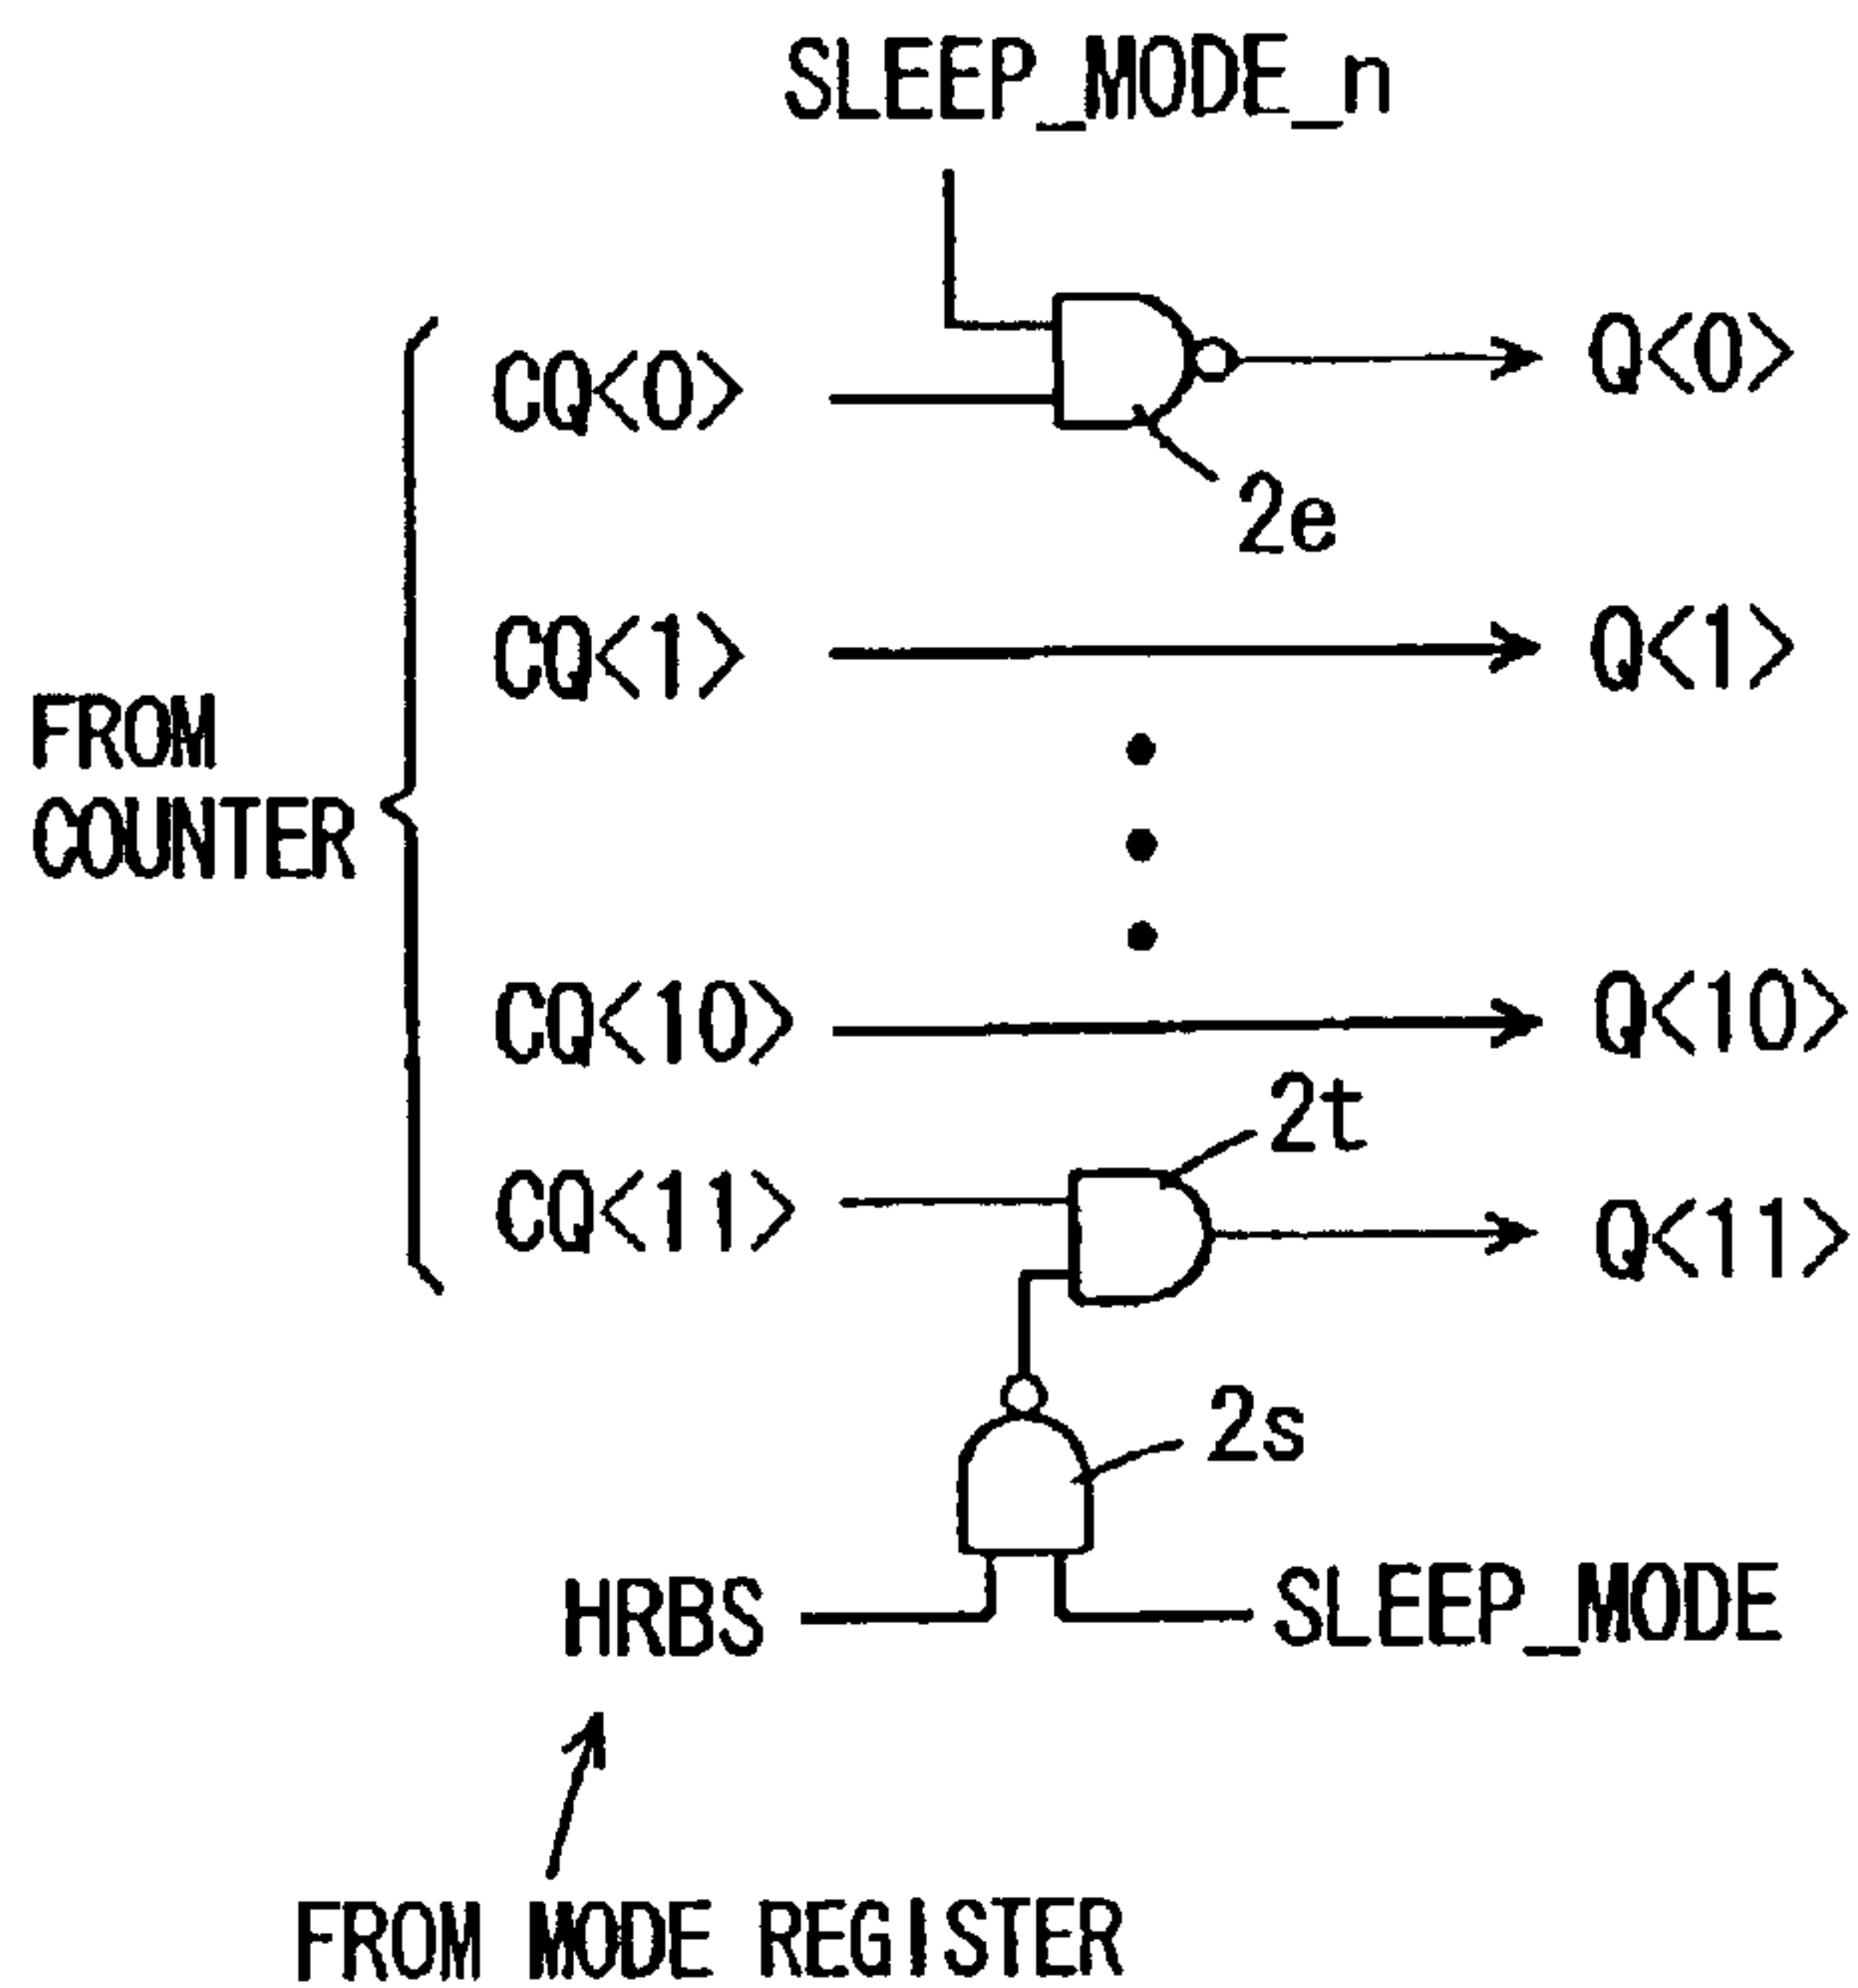 SLEEP_MODE_n
CQ<0>
Q<0>
2e
CQ<1>
Q<1>
FROM
COUNTER
CQ<10>
Q<10>
2t
CQ<11>
Q<11>
2s
HRBS
SLEEP_MODE
FROM MODE REGISTER